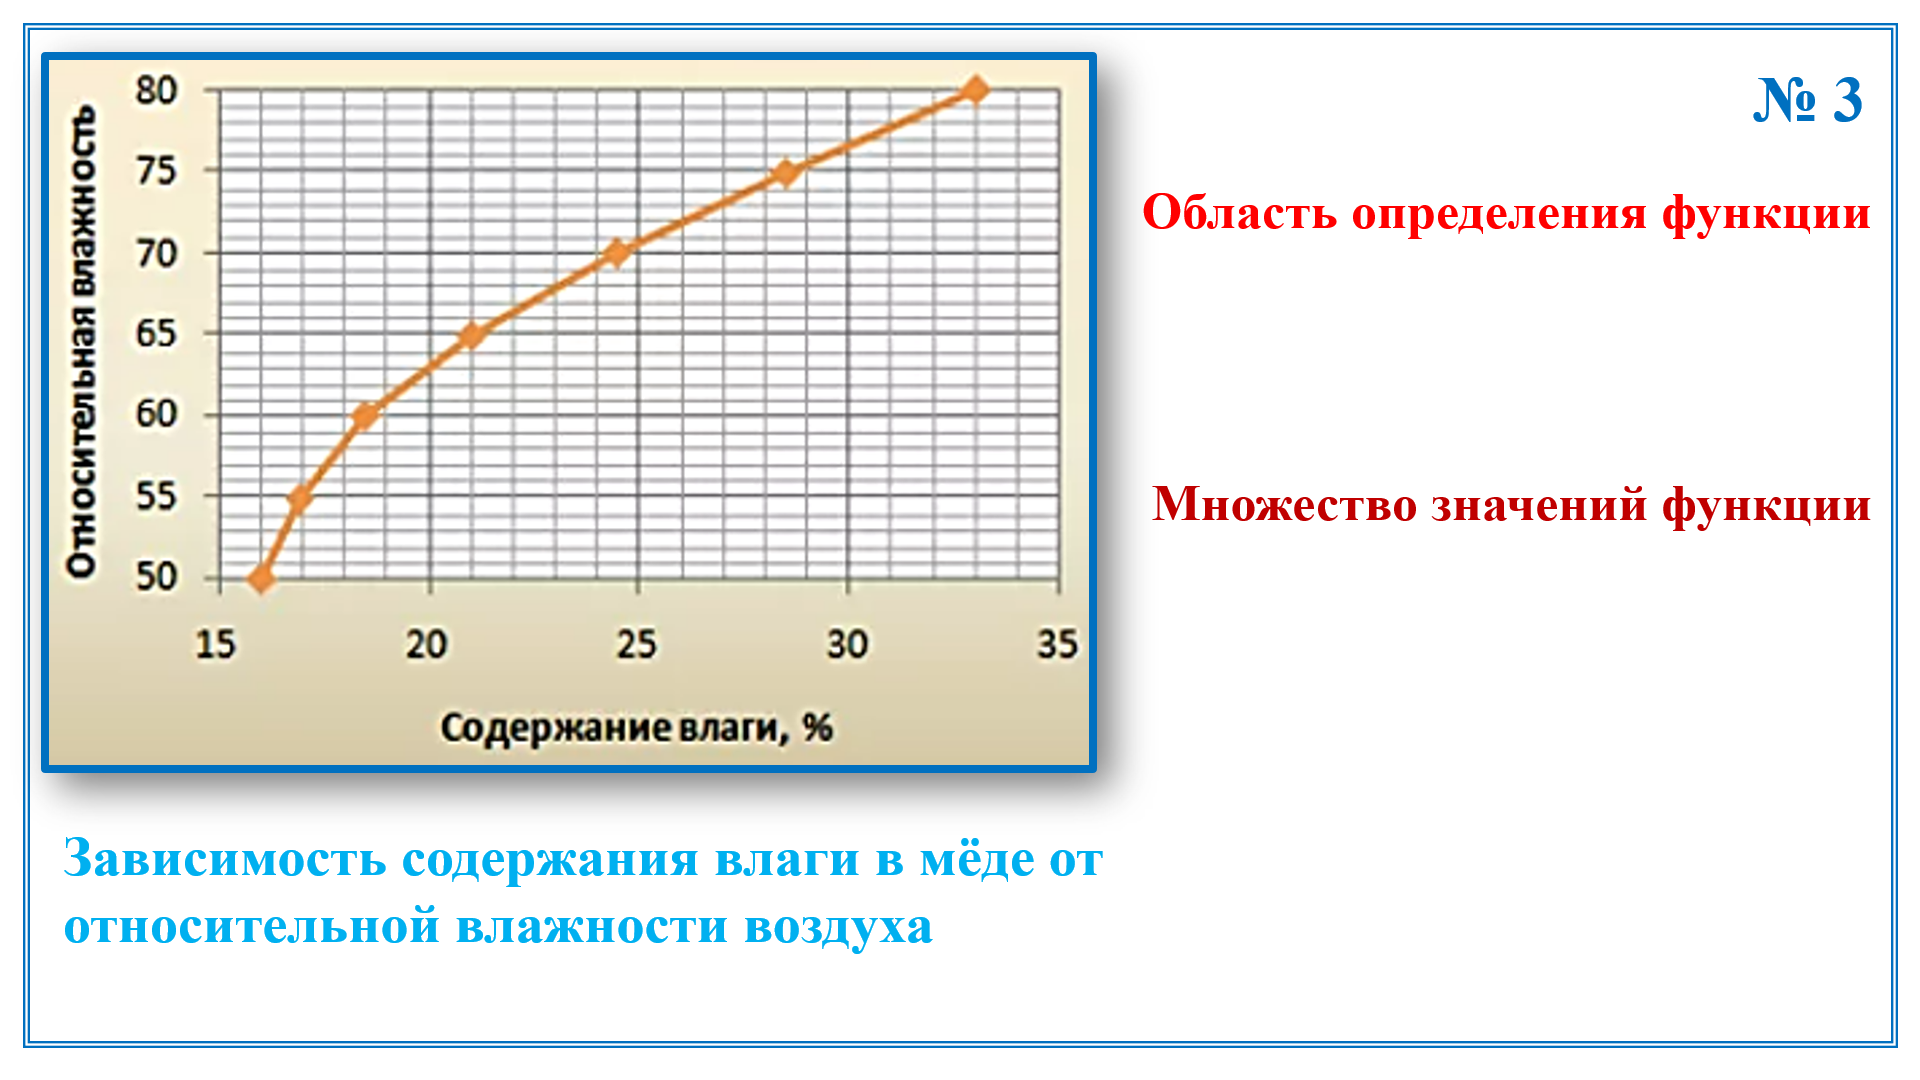 № 3
Относительная влажность
80
75
70
65
60
55
50
15 20 25 30 35
Содержание влаги, %
Область определения функции
Множество значений функции
Зависимость содержания влаги в мёде от
относительной влажности воздуха